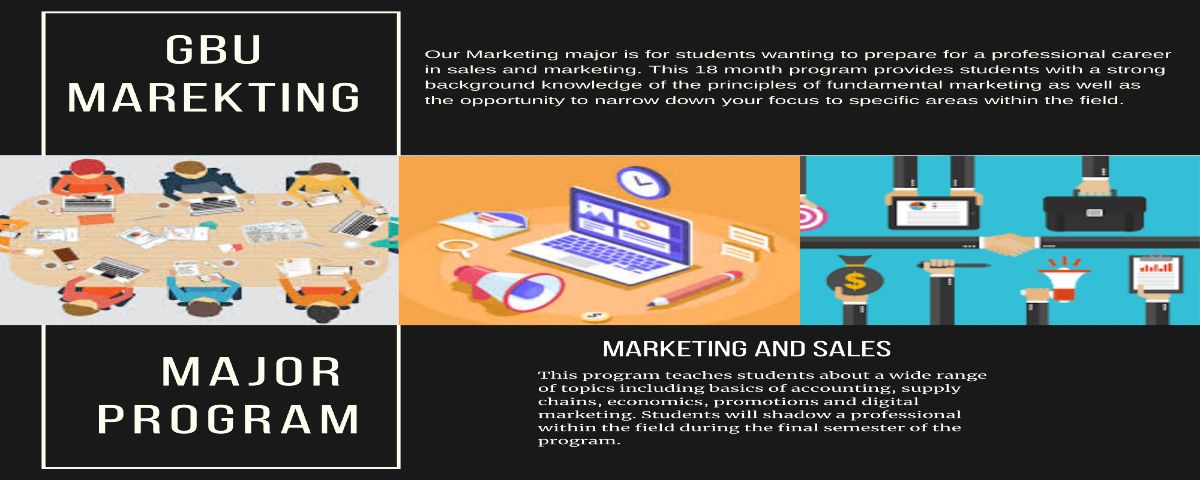 GBU
MAREKTING
Our Marketing major is for students wanting to prepare for a professional career
in sales and marketing. This 18 month program provides students with a strong
background knowledge of the principles of fundamental marketing as well as
the opportunity to narrow down your focus to specific areas within the field.
$
MAJOR
PROGRAM
MARKETING AND SALES
This program teaches students about a wide range
of topics including basics of accounting, supply
chains, economics, promotions and digital
marketing. Students will shadow a professional
within the field during the final semester of the
program.